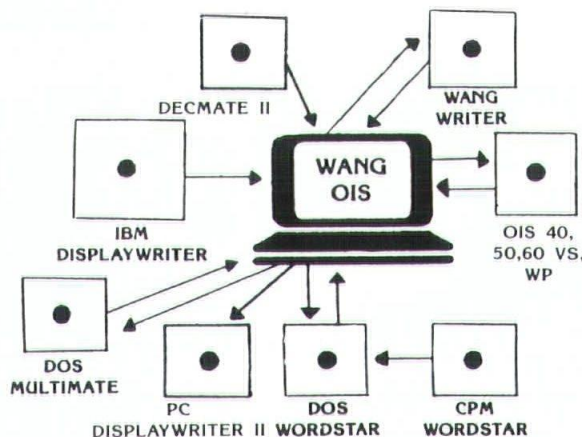 DECMATE II
WANG
WRITER
WANG
OIS
IBM
DISPLAYWRITER
OIS 40,
50,60 VS,
WP
DOS
MULTIMATE
PC
DISPLAYWRITER II
DOS
WORDSTAR
CPM
WORDSTAR